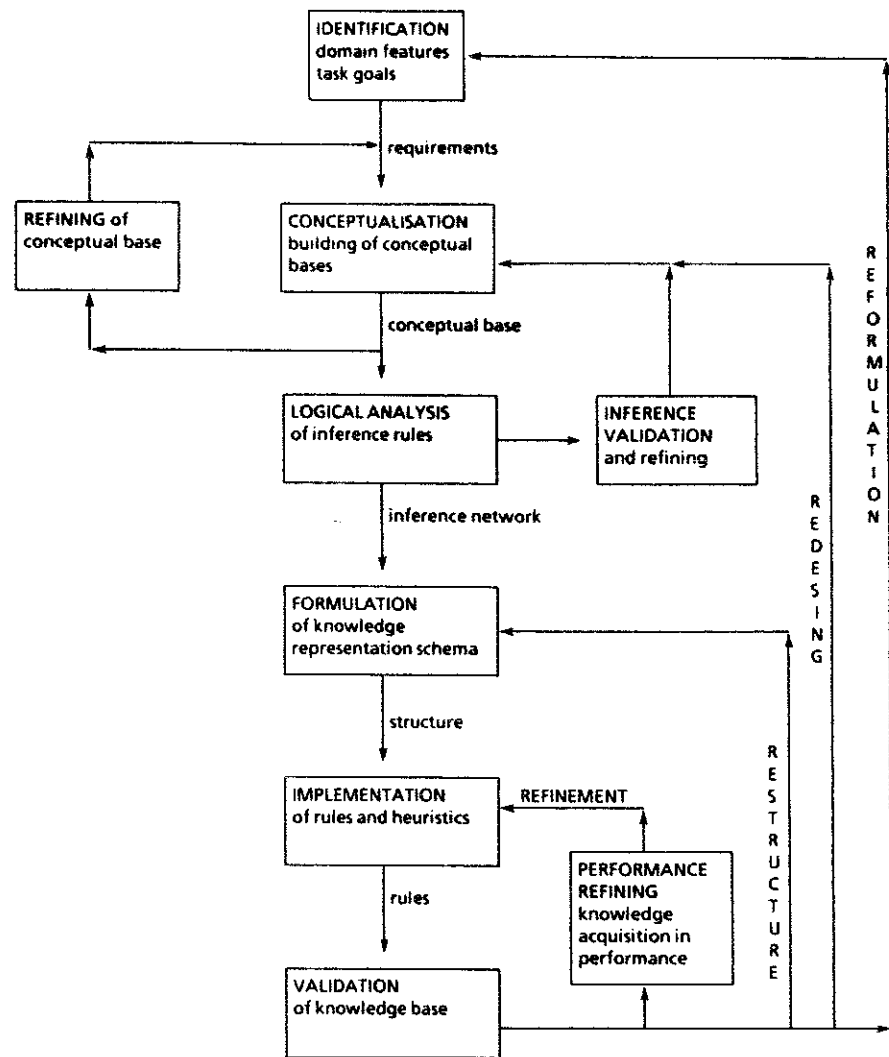 IDENTIFICATION
domain features
task goals
requirements
REFINING of
conceptual base
CONCEPTUALISATION
building of conceptual
bases
conceptual base
LOGICAL ANALYSIS
of inference rules
INFERENCE
VALIDATION
and refining
inference network
FORMULATION
of knowledge
representation schema
structure
IMPLEMENTATION
of rules and heuristics
REFINEMENT
PERFORMANCE
REFINING
knowledge
acquisition in
performance
rules
VALIDATION
of knowledge base
RESTRUCTURE
REDESING
REFORMULATION